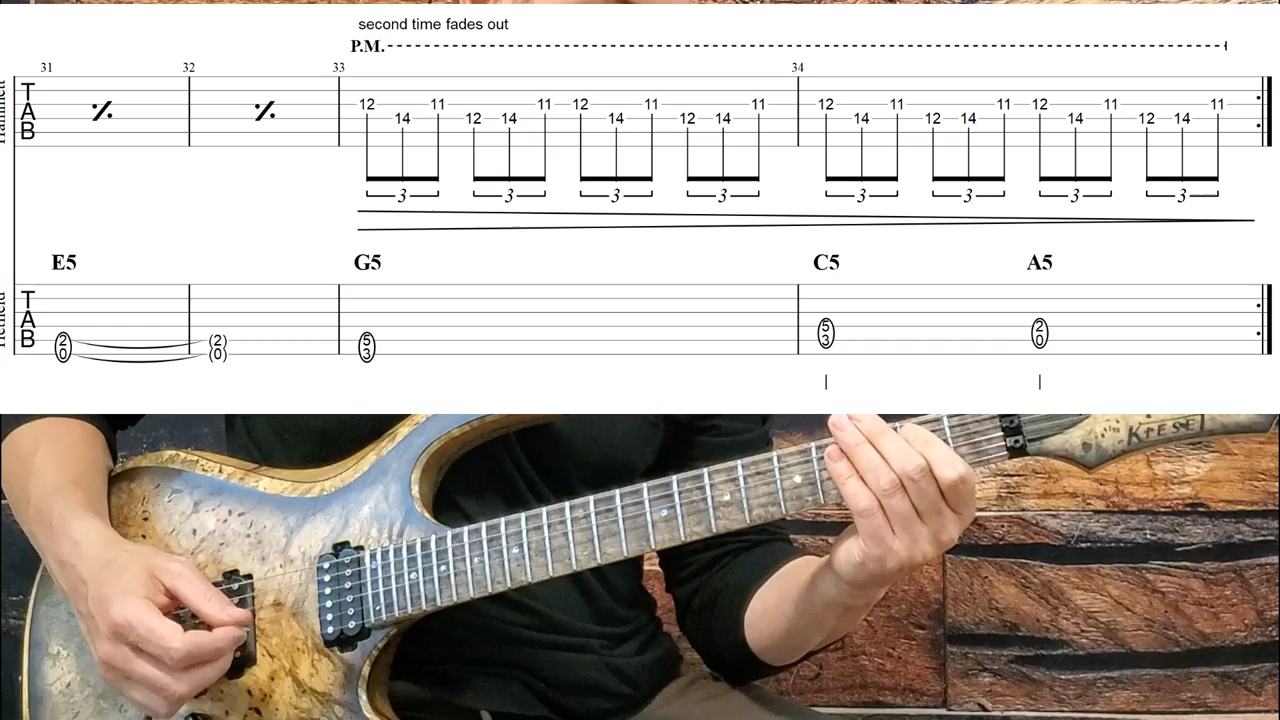 second time fades out
P.M.
31 32 33 34
T
A
B
12 14 11 12 14 11 12 14 11 12 14 11 12 14 11 12 14 11 12 14 11 12 14 11
3 3 3 3 3 3 3 3
E5 G5 C5 A5
T
A
B
2 (2) 5 5 2
0 (0) 3 3 0
KIESEL